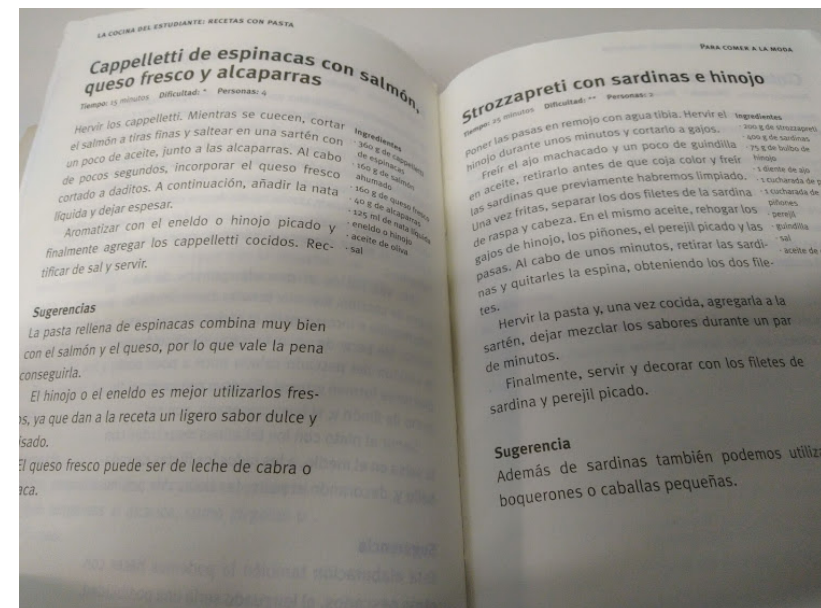 LA COCINA DEL ESTUDIANTE: RECETAS CON PASTA
Cappelletti de espinacas con salmón,
queso fresco y alcaparras
Tiempo: 15 minutos Dificultad: * Personas: 4
Hervir los cappelletti. Mientras se cuecen, cortar
el salmón a tiras finas y saltear en una sartén con
un poco de aceite, junto a las alcaparras. Al cabo
de pocos segundos, incorporar el queso fresco
cortado a daditos. A continuación, añadir la nata
líquida y dejar espesar.
Aromatizar con el eneldo o hinojo picado y
finalmente agregar los cappelletti cocidos. Rec-
tificar de sal y servir.
Ingredientes
· 360 g de cappelletti
de espinacas
· 160 g de salmón
ahumado
· 160 g de queso fresco
· 40 g de alcaparras
· 125 ml de nata líquida
· eneldo o hinojo
· aceite de oliva
· sal
Sugerencias
La pasta rellena de espinacas combina muy bien
con el salmón y el queso, por lo que vale la pena
conseguirla.
El hinojo o el eneldo es mejor utilizarlos fres-
os, ya que dan a la receta un ligero sabor dulce y
isado.
El queso fresco puede ser de leche de cabra o
aca.
PARA COMER A LA MODA
Strozzapreti con sardinas e hinojo
Tiempo: 25 minutos Dificultad: ** Personas: 2
Poner las pasas en remojo con agua tibia. Hervir el
hinojo durante unos minutos y cortarlo a gajos.
Freír el ajo machacado y un poco de guindilla
en aceite, retirarlo antes de que coja color y freír
las sardinas que previamente habremos limpiado.
Una vez fritas, separar los dos filetes de la sardina
de raspa y cabeza. En el mismo aceite, rehogar los
gajos de hinojo, los piñones, el perejil picado y las
pasas. Al cabo de unos minutos, retirar las sardi-
nas y quitarles la espina, obteniendo los dos file-
tes.
Hervir la pasta y, una vez cocida, agregarla a la
sartén, dejar mezclar los sabores durante un par
de minutos.
Finalmente, servir y decorar con los filetes de
sardina y perejil picado.
Ingredientes
· 200 g de strozzapreti
· 400 g de sardinas
· 75 g de bulbo de
hinojo
· 1 diente de ajo
· 1 cucharada de p
· 1 cucharada de
piñones
· perejil
· guindilla
· sal
· aceite de
Sugerencia
Además de sardinas también podemos utiliz
boquerones o caballas pequeñas.